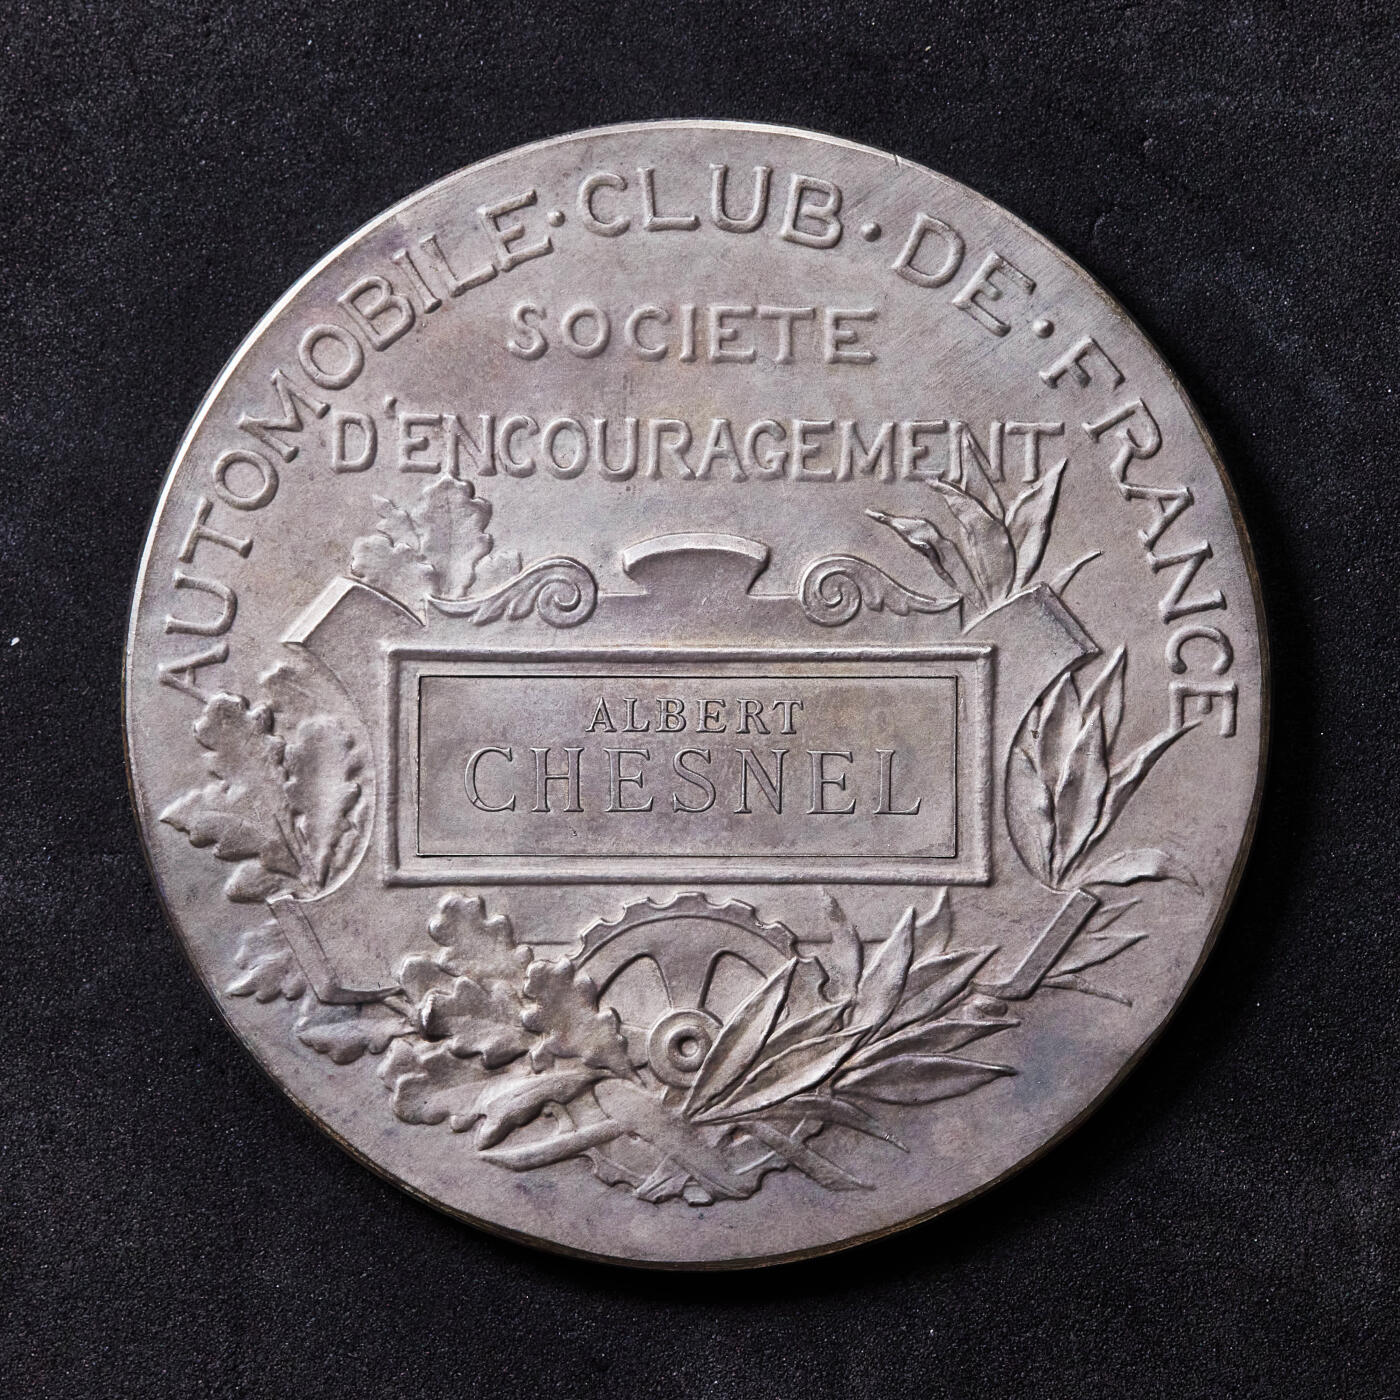 AUTOMOBILE·CLUB·DE·FRANCE
SOCIETE
D'ENCOURAGEMENT
ALBERT
CHESNEL